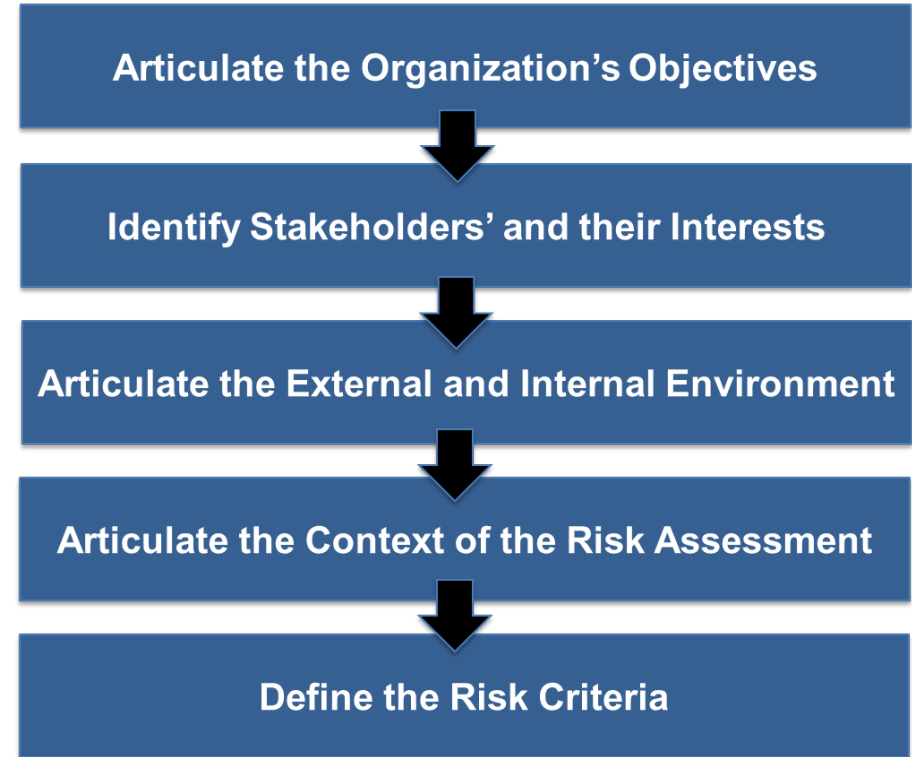 Articulate the Organization’s Objectives
Identify Stakeholders’ and their Interests
Articulate the External and Internal Environment
Articulate the Context of the Risk Assessment
Define the Risk Criteria